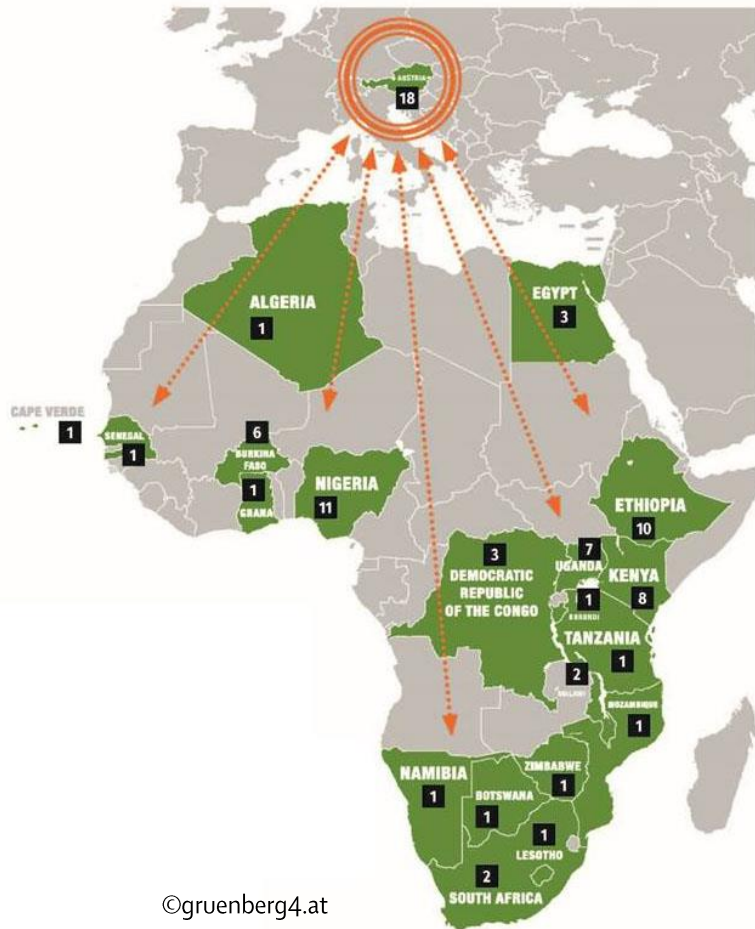 AUSTRIA
18
ALGERIA
1
EGYPT
3
CAPE VERDE
1
SENEGAL
1
6
BURKINA
FASO
1
GHANA
NIGERIA
11
ETHIOPIA
10
3
DEMOCRATIC
REPUBLIC
OF THE CONGO
7
UGANDA
KENYA
8
1
BURUNDI
TANZANIA
1
2
MALAWI
MOZAMBIQUE
1
NAMIBIA
1
ZIMBABWE
1
BOTSWANA
1
1
LESOTHO
2
SOUTH AFRICA
©gruenberg4.at